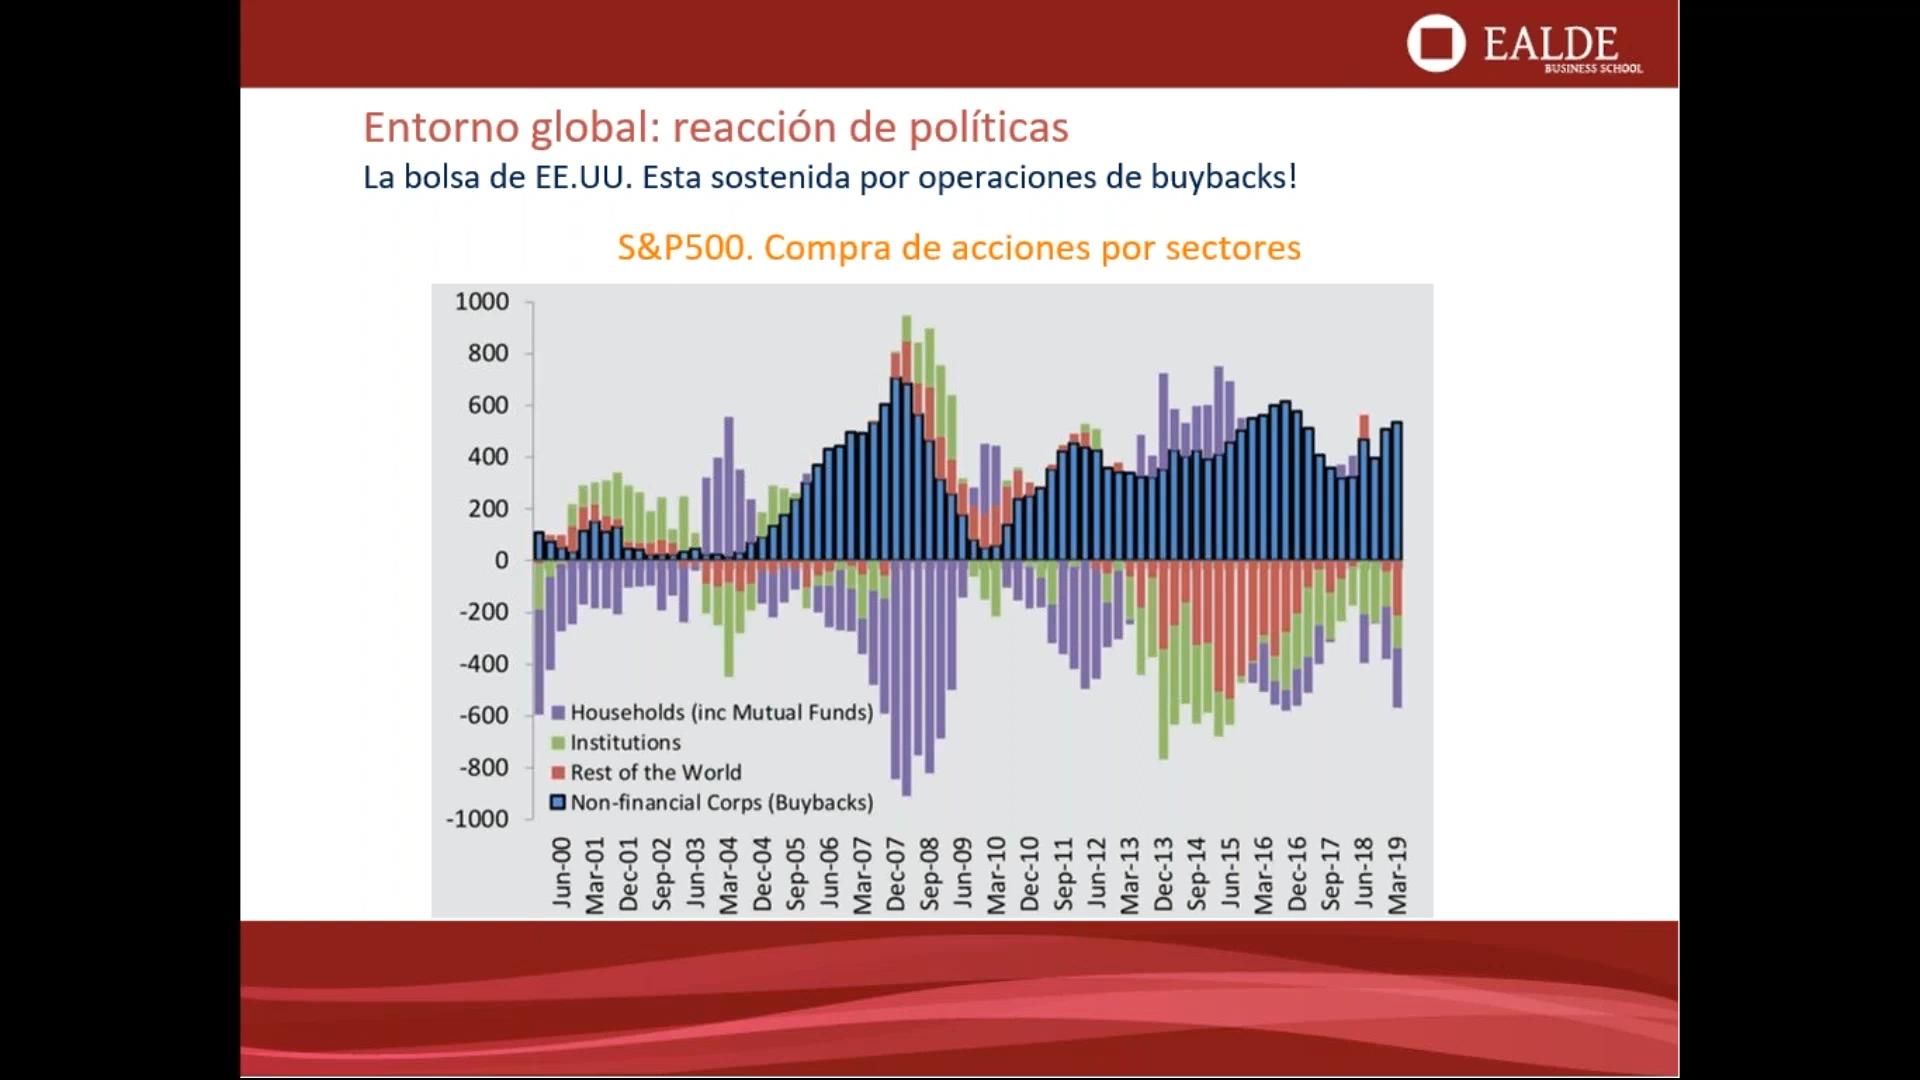 EALDE
BUSINESS SCHOOL
Entorno global: reacción de políticas
La bolsa de EE.UU. Esta sostenida por operaciones de buybacks!
S&P500. Compra de acciones por sectores
1000
800
600
400
200
0
-200
-400
-600
-800
-1000
Households (inc Mutual Funds)
Institutions
Rest of the World
Non-financial Corps (Buybacks)
Jun-00
Mar-01
Dec-01
Sep-02
Jun-03
Mar-04
Dec-04
Sep-05
Jun-06
Mar-07
Dec-07
Sep-08
Jun-09
Mar-10
Dec-10
Sep-11
Jun-12
Mar-13
Dec-13
Sep-14
Jun-15
Mar-16
Dec-16
Sep-17
Jun-18
Mar-19